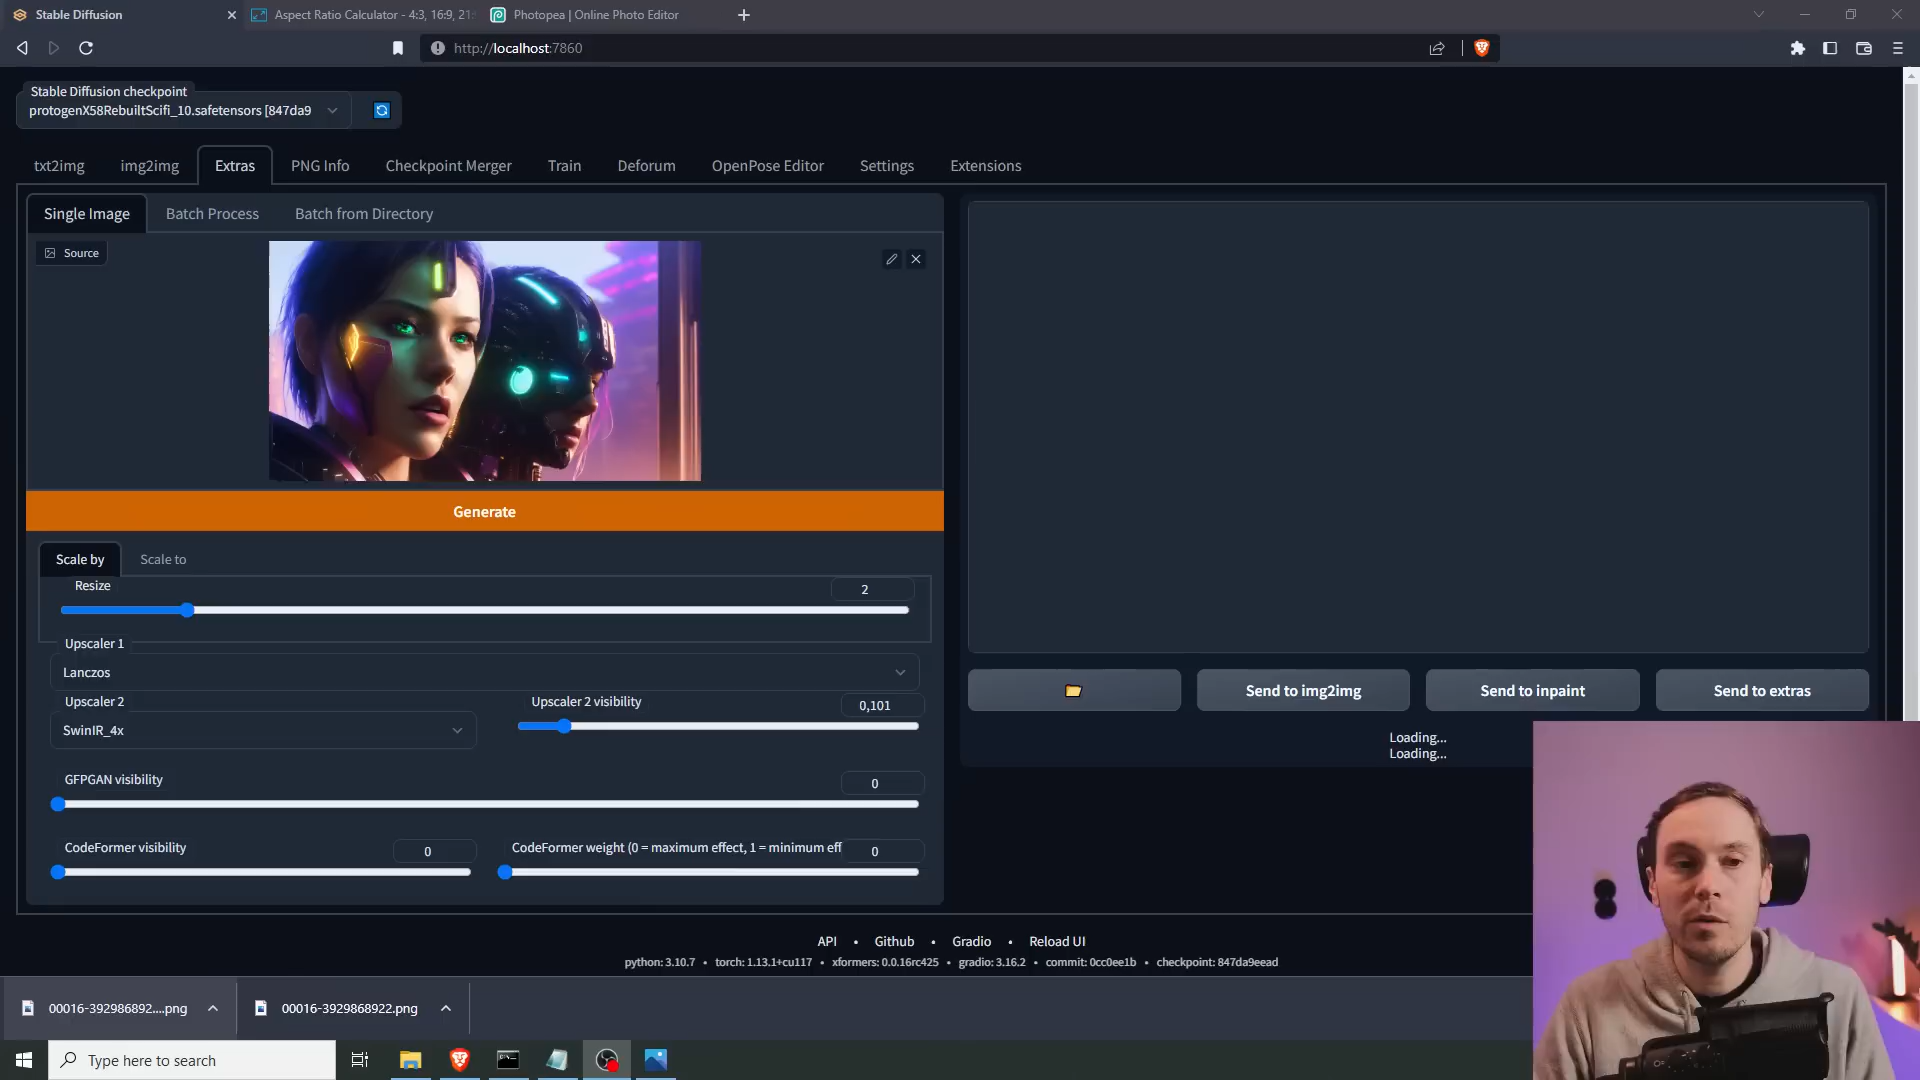 Stable Diffusion
Aspect Ratio Calculator - 4:3, 16:9, 21:
Photopea | Online Photo Editor
http://localhost:7860
Stable Diffusion checkpoint
protogenX58RebuiltScifi_10.safetensors [847da9
txt2img
img2img
Extras
PNG Info
Checkpoint Merger
Train
Deforum
OpenPose Editor
Settings
Extensions
Single Image
Batch Process
Batch from Directory
Source
Generate
Scale by
Scale to
Resize
2
Upscaler 1
Lanczos
Upscaler 2
SwinIR_4x
Upscaler 2 visibility
0,101
GFPGAN visibility
0
CodeFormer visibility
0
CodeFormer weight (0 = maximum effect, 1 = minimum eff
0
Send to img2img
Send to inpaint
Send to extras
Loading...
Loading...
API • Github • Gradio • Reload UI
python: 3.10.7 • torch: 1.13.1+cu117 • xformers: 0.0.16rc425 • gradio: 3.16.2 • commit: 0cc0ee1b • checkpoint: 847da9eead
00016-392986892....png
00016-3929868922.png
Type here to search